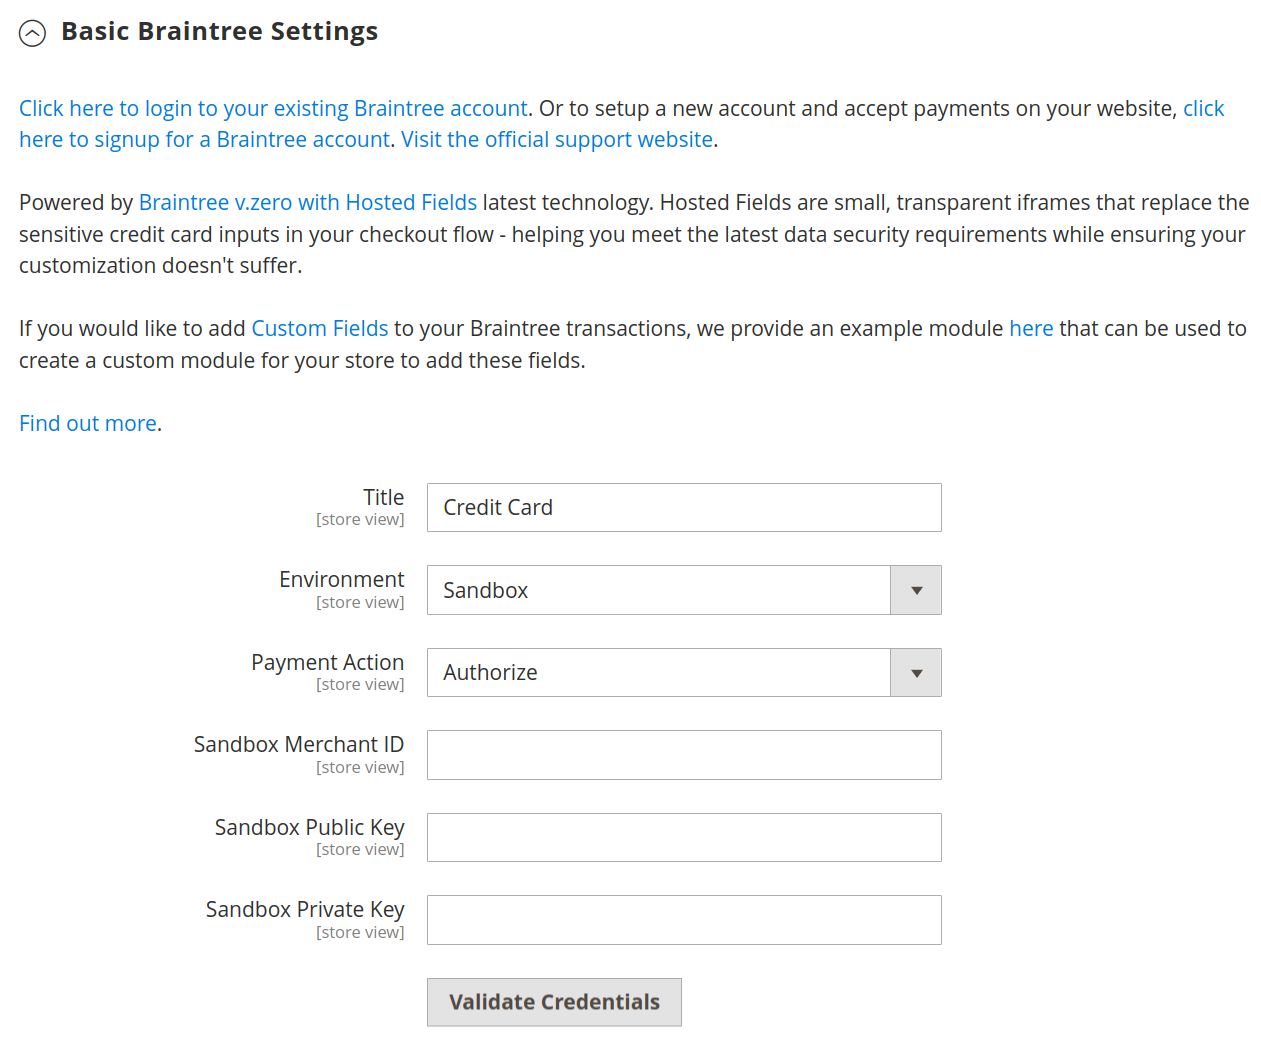 Basic Braintree Settings
Click here to login to your existing Braintree account. Or to setup a new account and accept payments on your website, click
here to signup for a Braintree account. Visit the official support website.
Powered by Braintree v.zero with Hosted Fields latest technology. Hosted Fields are small, transparent iframes that replace the
sensitive credit card inputs in your checkout flow - helping you meet the latest data security requirements while ensuring your
customization doesn't suffer.
If you would like to add Custom Fields to your Braintree transactions, we provide an example module here that can be used to
create a custom module for your store to add these fields.
Find out more.
Title
[store view]
Credit Card
Environment
[store view]
Sandbox
Payment Action
[store view]
Authorize
Sandbox Merchant ID
[store view]
Sandbox Public Key
[store view]
Sandbox Private Key
[store view]
Validate Credentials